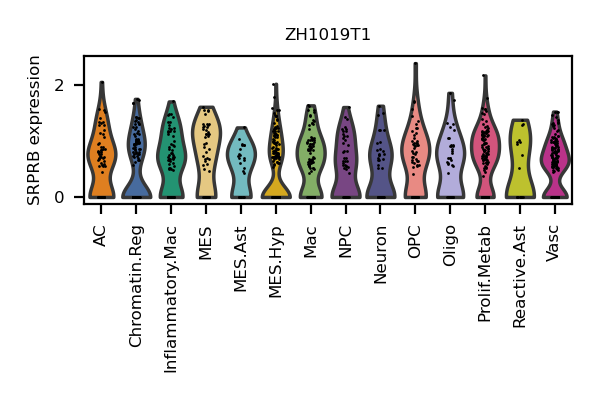 ZH1019T1
SRPRB expression
2
0
AC
Chromatin.Reg
Inflammatory.Mac
MES
MES.Ast
MES.Hyp
Mac
NPC
Neuron
OPC
Oligo
Prolif.Metab
Reactive.Ast
Vasc